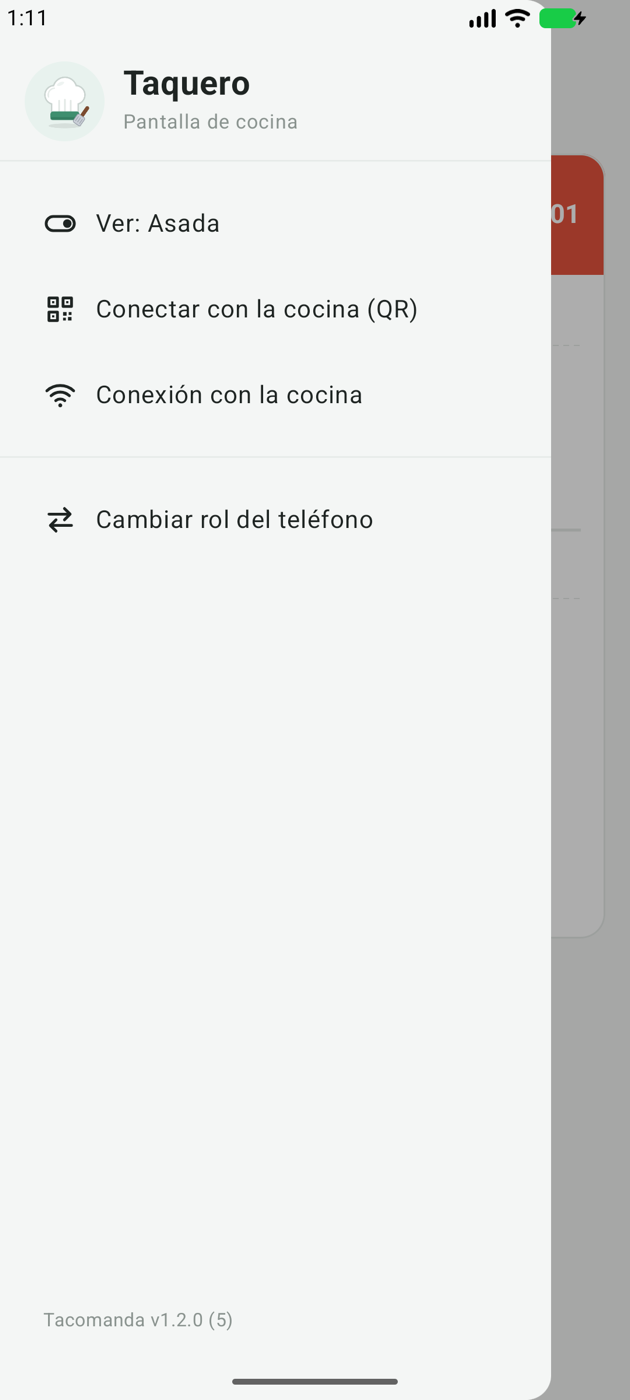 1:11
Taquero
Pantalla de cocina
01
Ver: Asada
Conectar con la cocina (QR)
Conexión con la cocina
Cambiar rol del teléfono
Tacomanda v1.2.0 (5)